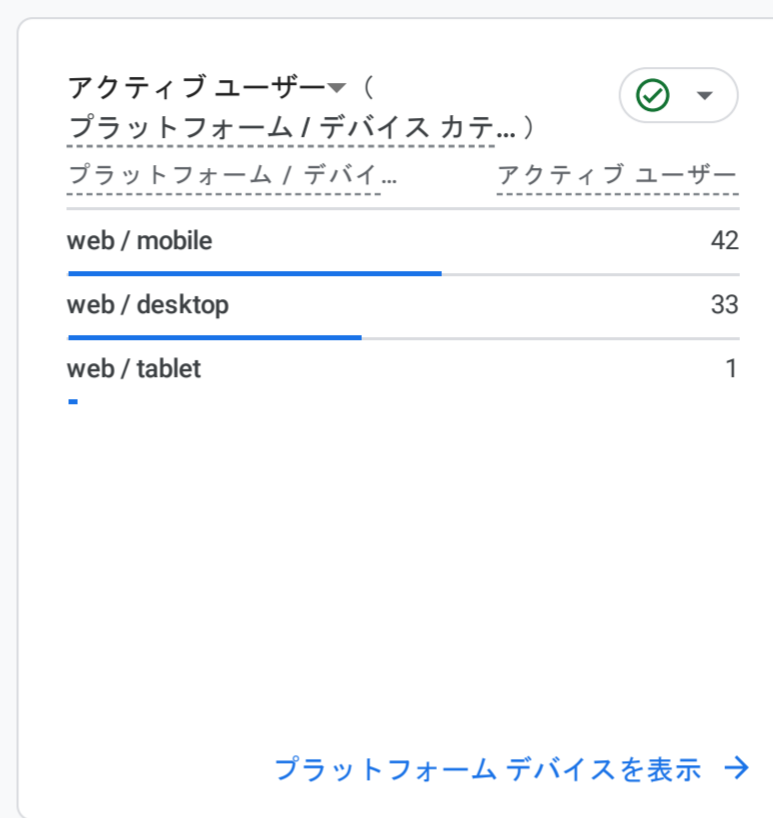 アクティブ ユーザー▼（
プラットフォーム / デバイス カテ... ）
プラットフォーム / デバイ... アクティブ ユーザー
web / mobile 42
web / desktop 33
web / tablet 1
プラットフォーム デバイスを表示 →